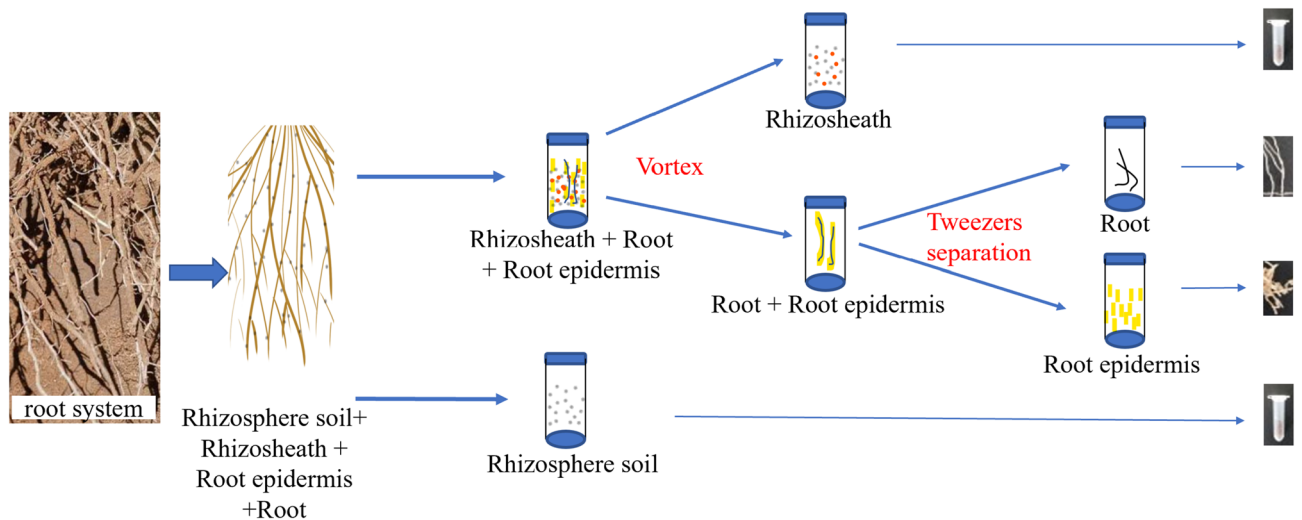 root system
Rhizosphere soil+
Rhizosheath +
Root epidermis
+Root
Rhizosheath + Root
+ Root epidermis
Rhizosphere soil
Vortex
Rhizosheath
Root + Root epidermis
Tweezers
separation
Root
Root epidermis